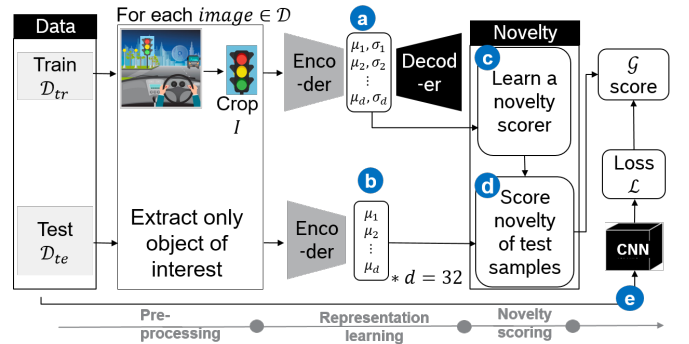 Data
Train
𝒟tr
Test
𝒟te
For each image ∈ 𝒟
Crop
I
Extract only
object of
interest
a
Enco
-der
μ1, σ1
μ2, σ2
⋮
μd, σd
Decod
-er
b
Enco
-der
μ1
μ2
⋮
μd
* d = 32
Novelty
c
Learn a
novelty
scorer
d
Score
novelty
of test
samples
𝒢
score
Loss
ℒ
CNN
e
Pre-
processing
Representation
learning
Novelty
scoring